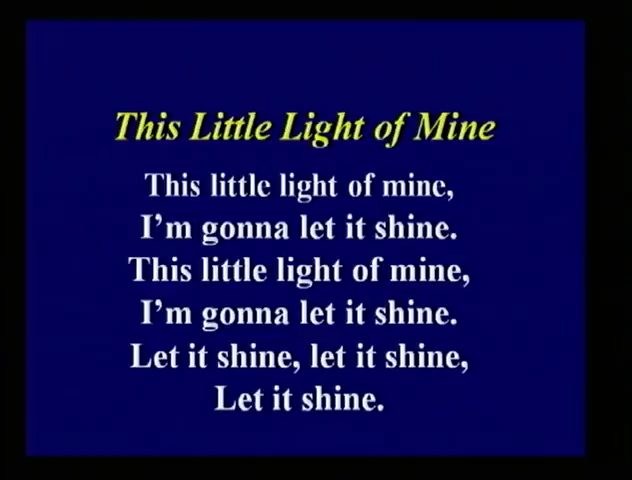 This Little Light of Mine
This little light of mine,
I'm gonna let it shine.
This little light of mine,
I'm gonna let it shine.
Let it shine, let it shine,
Let it shine.